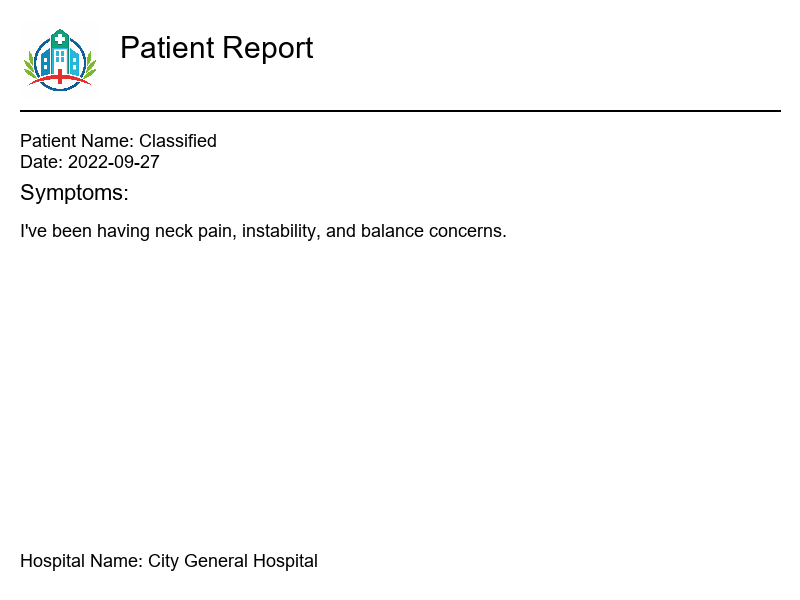 Patient Report
Patient Name: Classified
Date: 2022-09-27
Symptoms:
I've been having neck pain, instability, and balance concerns.
Hospital Name: City General Hospital